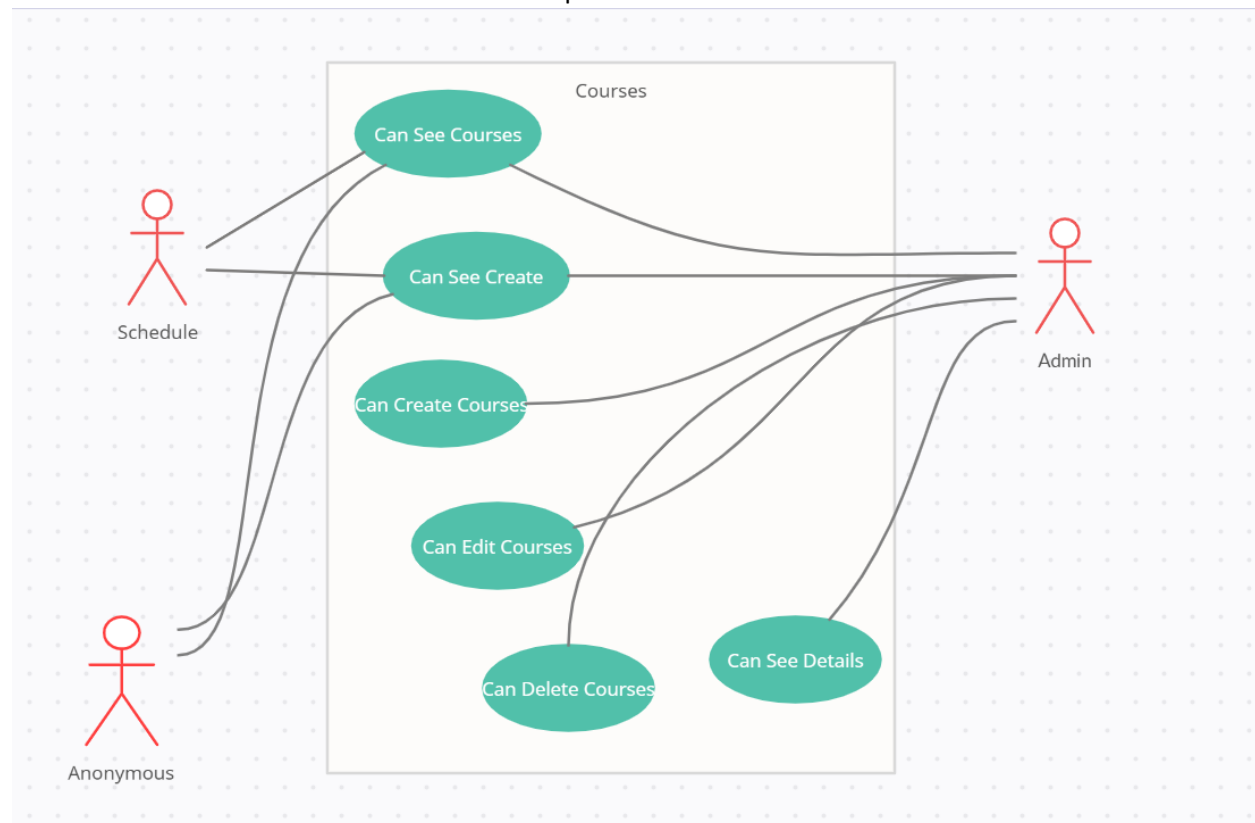 Courses
Can See Courses
Can See Create
Schedule
Admin
Can Create Courses
Can Edit Courses
Can See Details
Can Delete Courses
Anonymous